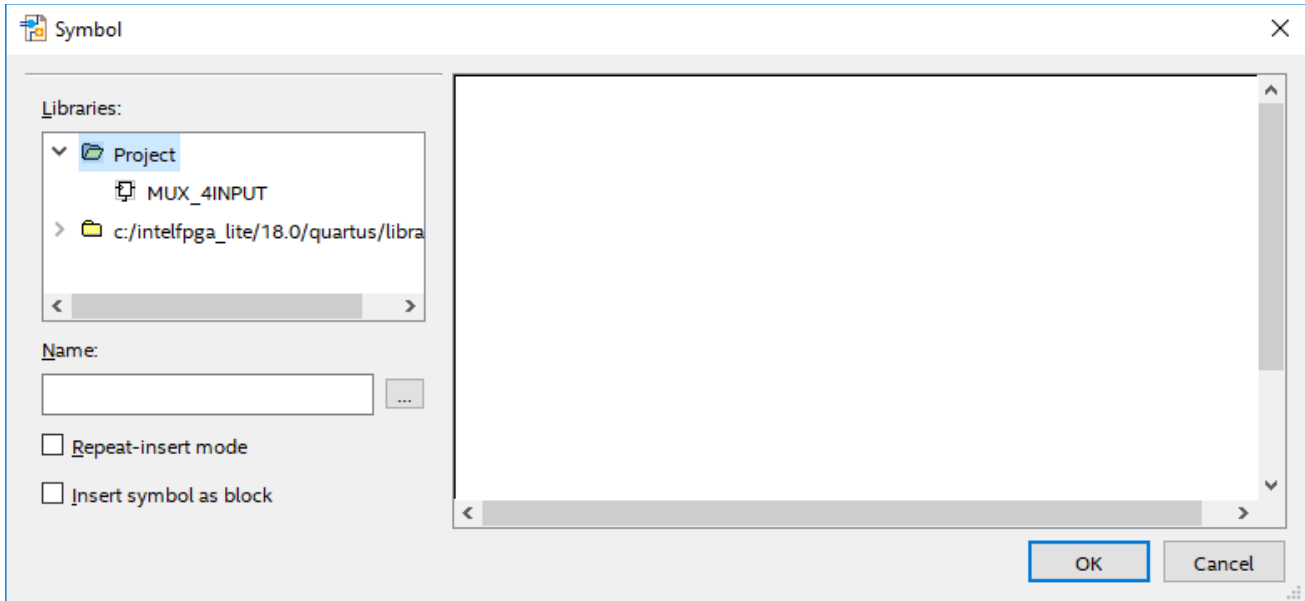 Symbol
Libraries:
Project
MUX_4INPUT
c:/intelfpga_lite/18.0/quartus/libra
Name:
...
Repeat-insert mode
Insert symbol as block
OK
Cancel